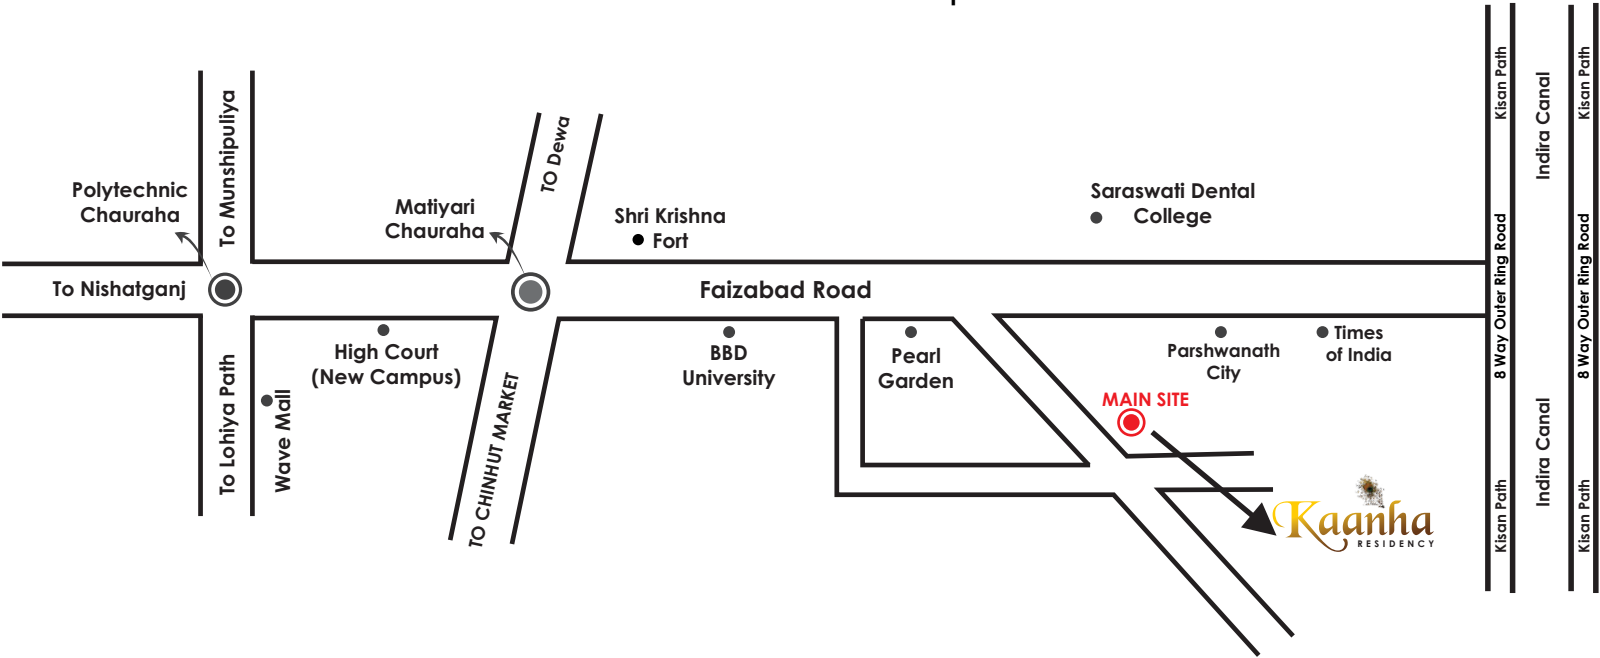 Polytechnic
Chauraha
To Munshipuliya
To Nishatganj
To Lohiya Path
Wave Mall
High Court
(New Campus)
Matiyari
Chauraha
TO Dewa
TO CHINHUT MARKET
Shri Krishna
Fort
Faizabad Road
BBD
University
Pearl
Garden
Saraswati Dental
College
Parshwanath
City
Times
of India
MAIN SITE
Kaanha
RESIDENCY
Kisan Path
8 Way Outer Ring Road
Kisan Path
Indira Canal
Indira Canal
Kisan Path
8 Way Outer Ring Road
Kisan Path